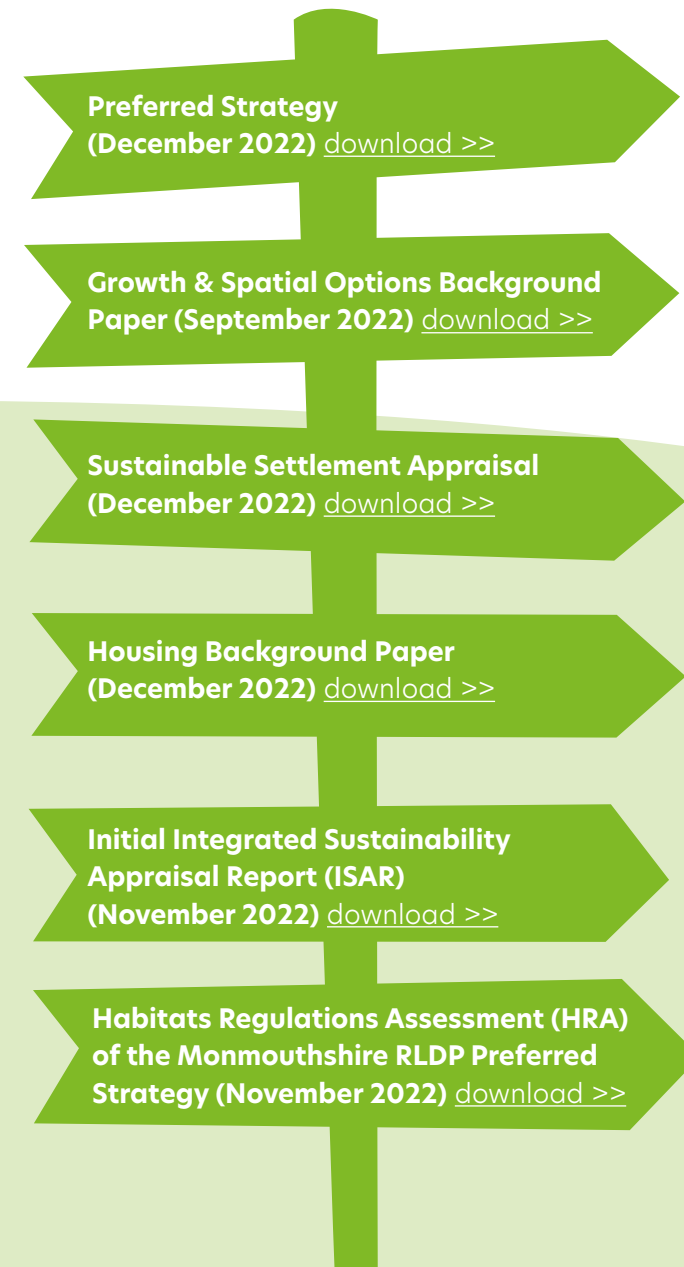 Preferred Strategy
(December 2022) download >>
Growth & Spatial Options Background
Paper (September 2022) download >>
Sustainable Settlement Appraisal
(December 2022) download >>
Housing Background Paper
(December 2022) download >>
Initial Integrated Sustainability
Appraisal Report (ISAR)
(November 2022) download >>
Habitats Regulations Assessment (HRA)
of the Monmouthshire RLDP Preferred
Strategy (November 2022) download >>